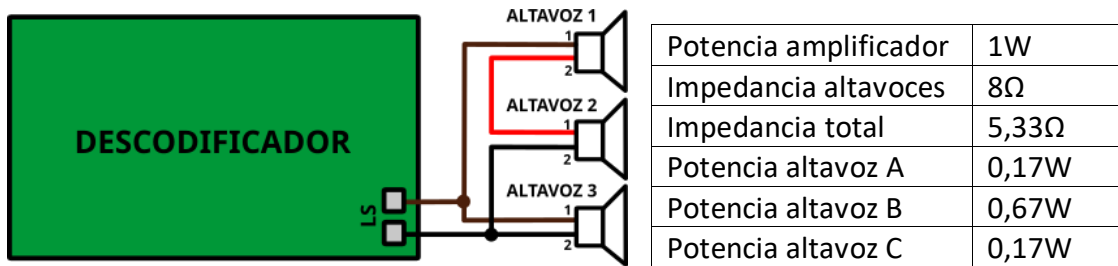 ALTAVOZ 1
1
2
ALTAVOZ 2
1
2
ALTAVOZ 3
1
2
DESCODIFICADOR
LS
Potencia amplificador 1W
Impedancia altavoces 8Ω
Impedancia total 5,33Ω
Potencia altavoz A 0,17W
Potencia altavoz B 0,67W
Potencia altavoz C 0,17W